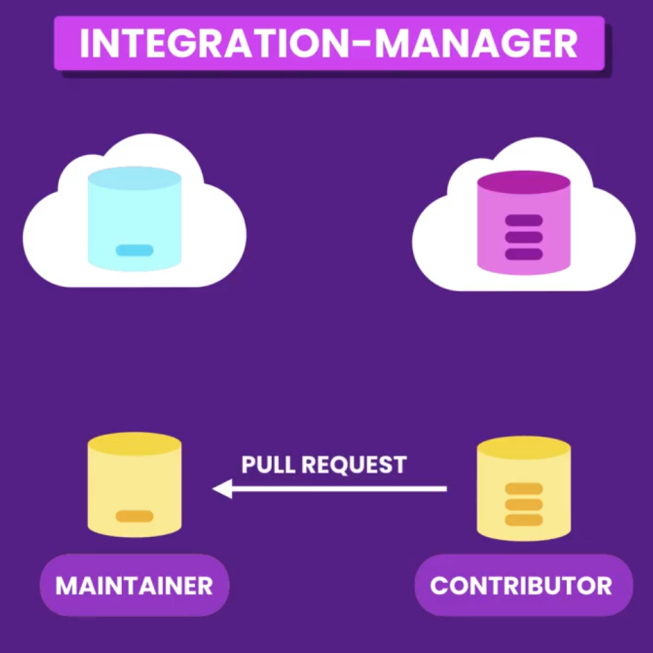 INTEGRATION-MANAGER
PULL REQUEST
MAINTAINER
CONTRIBUTOR